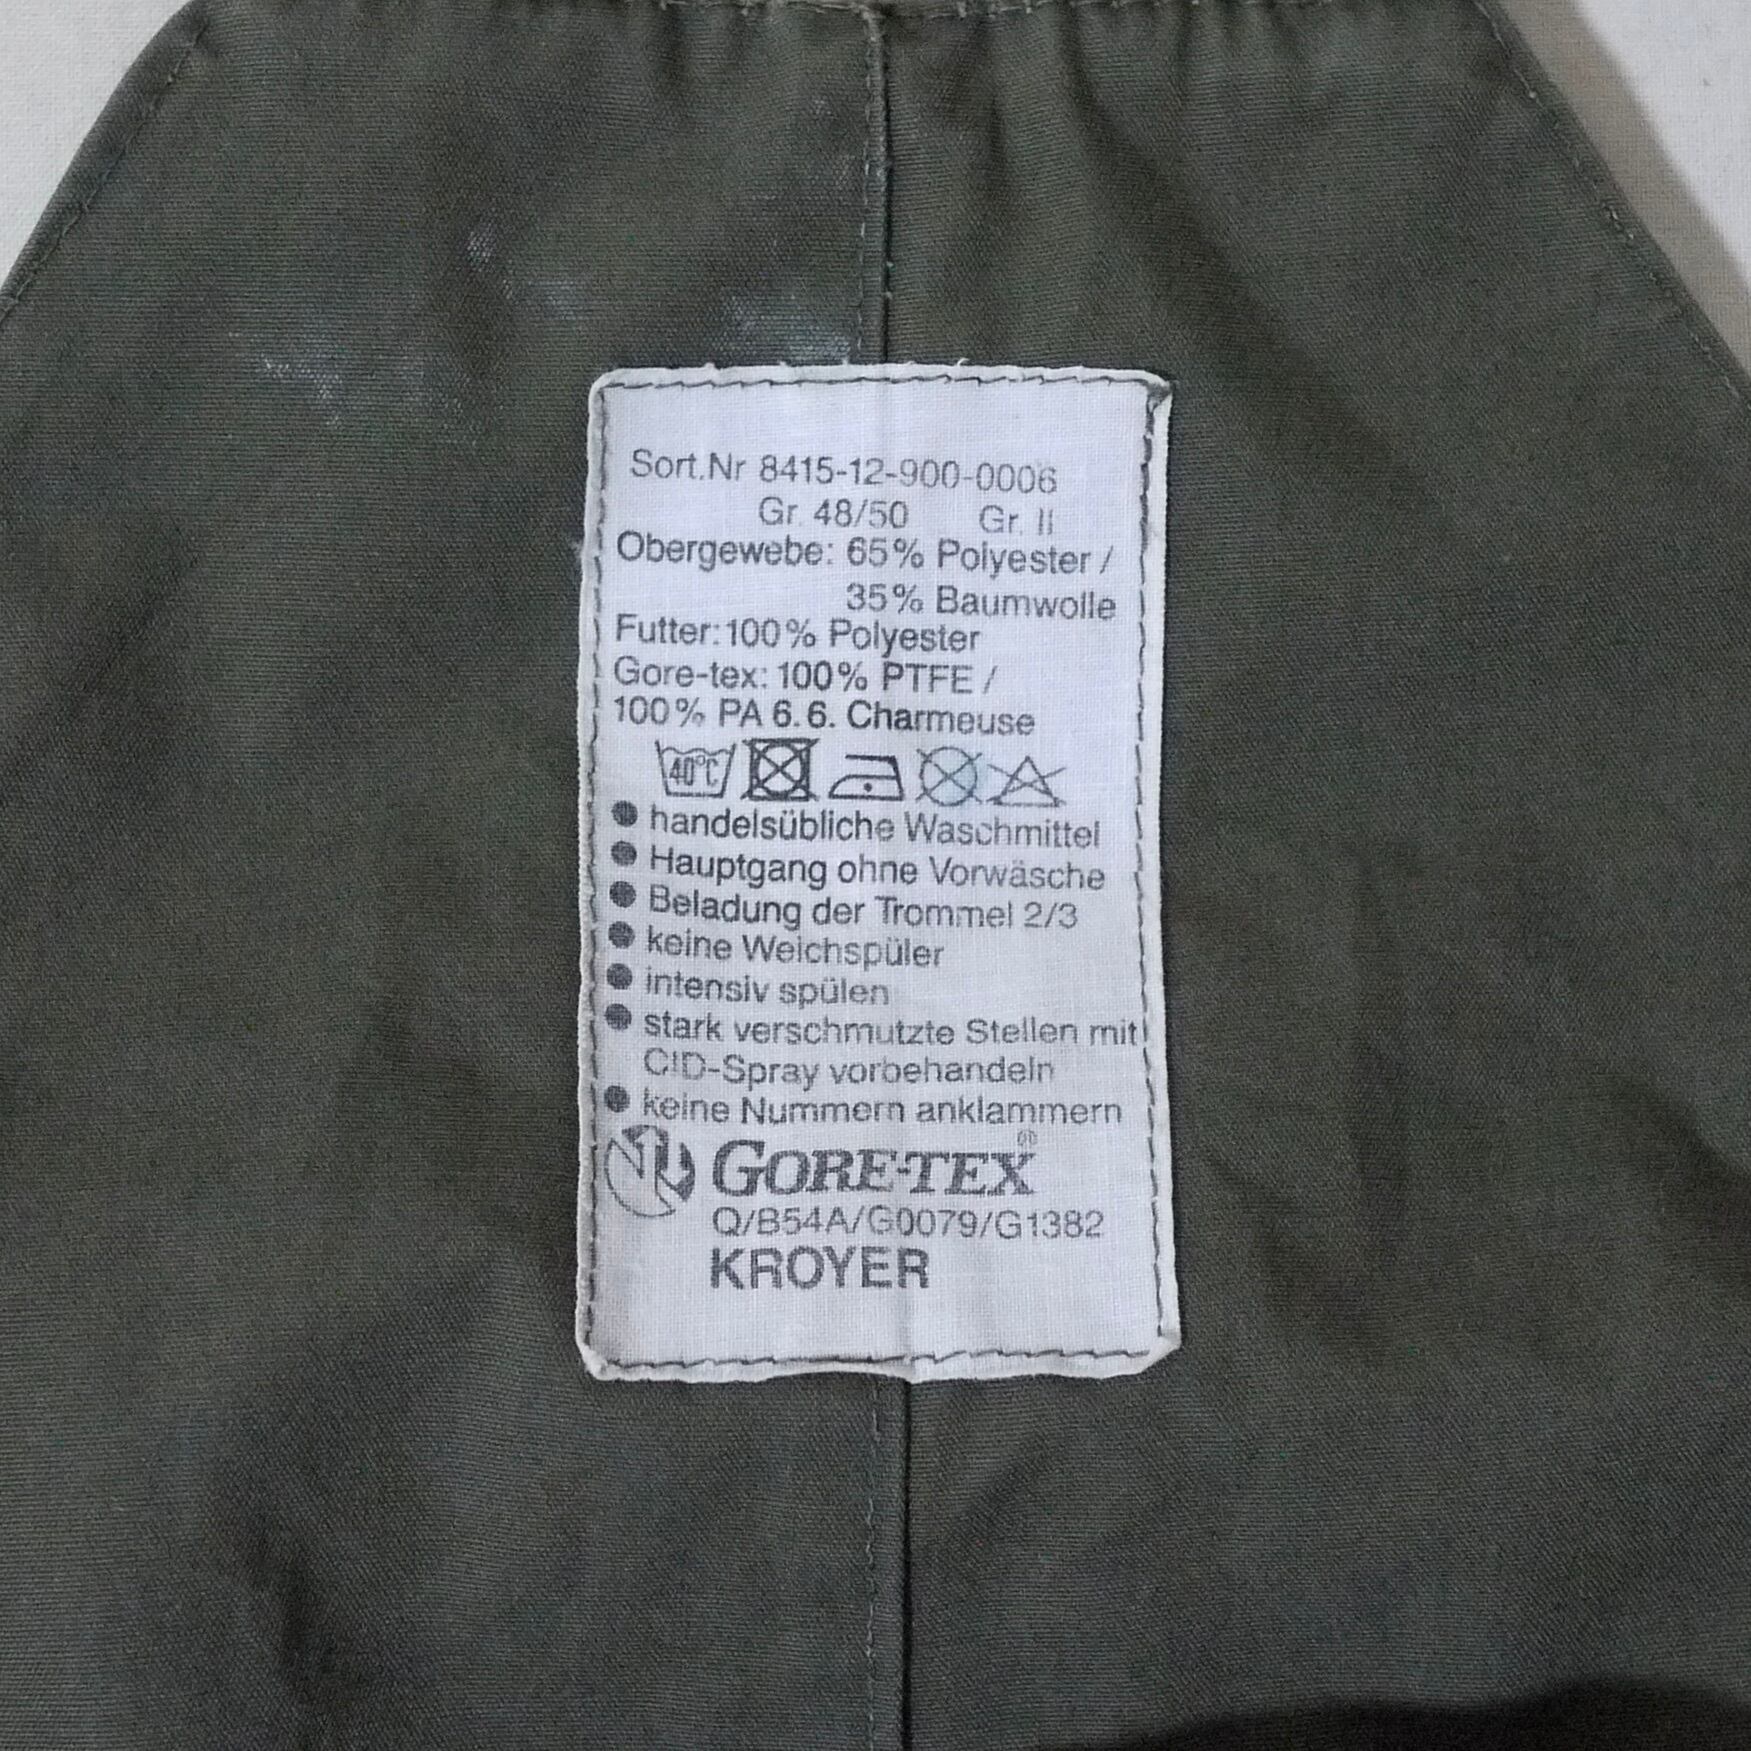 Sort.Nr 8415-12-900-0006
Gr. 48/50 Gr. II
Obergewebe: 65% Polyester /
35% Baumwolle
Futter: 100% Polyester
Gore-tex: 100% PTFE /
100% PA 6.6. Charmeuse
40°C
● handelsübliche Waschmittel
● Hauptgang ohne Vorwäsche
● Beladung der Trommel 2/3
● keine Weichspüler
● intensiv spülen
● stark verschmutzte Stellen mit
CID-Spray vorbehandeln
● keine Nummern anklammern
GORE-TEX®
Q/B54A/G0079/G1382
KROYER